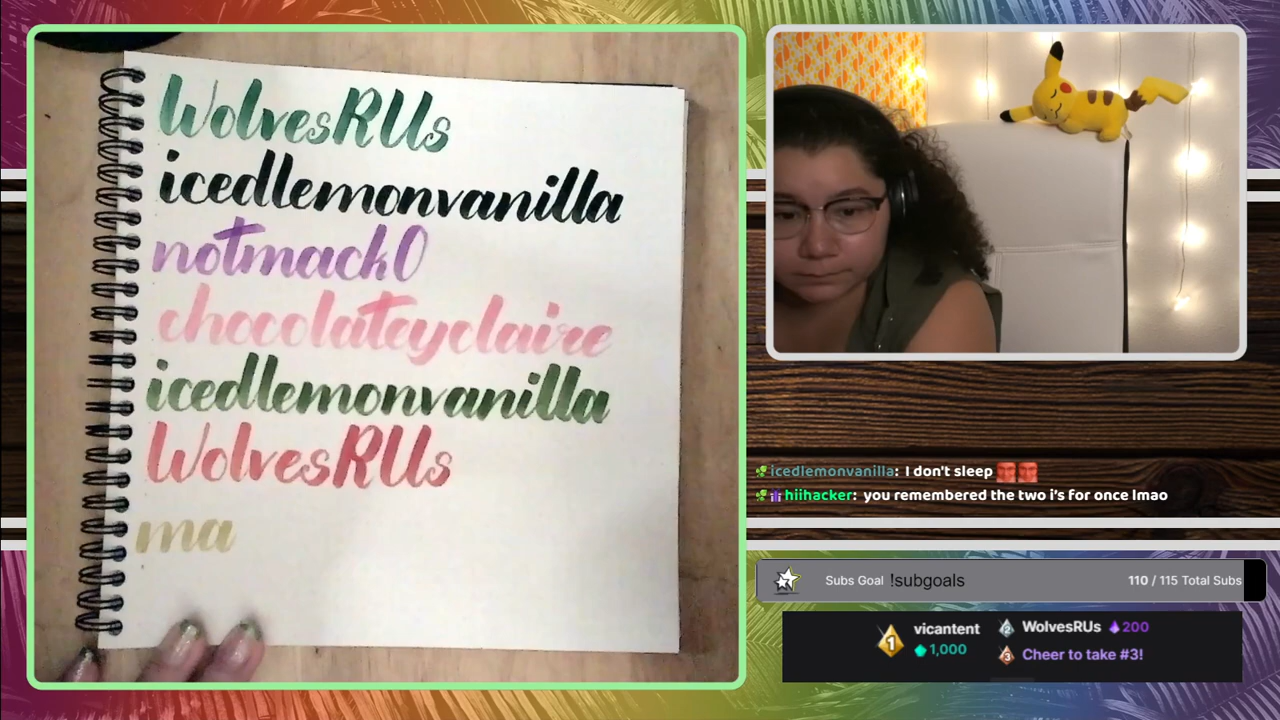 WolvesRUs
icedlemonvanilla
notmack0
chocolateyclaire
icedlemonvanilla
WolvesRUs
ma
icedlemonvanilla: I don't sleep
hiihacker: you remembered the two i's for once lmao
Subs Goal !subgoals 110 / 115 Total Subs
1 vicantent 1,000
2 WolvesRUs 200
3 Cheer to take #3!